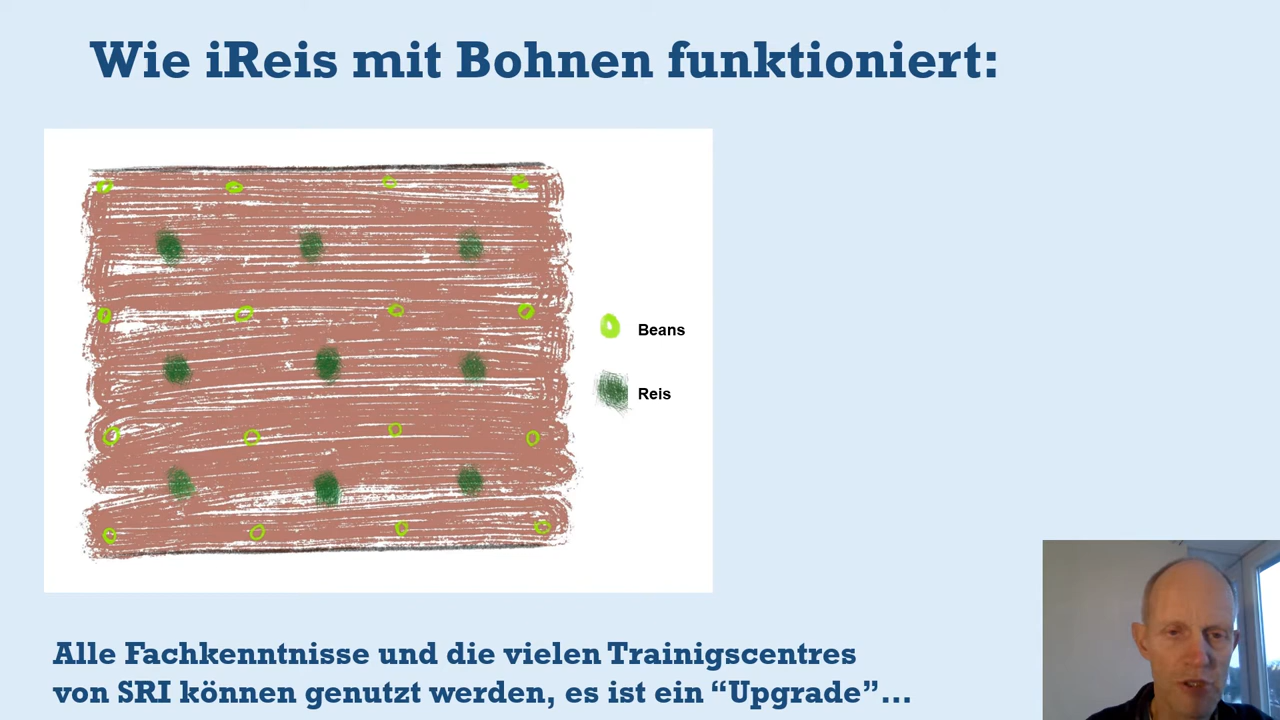 Wie iReis mit Bohnen funktioniert:
Beans
Reis
Alle Fachkenntnisse und die vielen Trainigscentres
von SRI können genutzt werden, es ist ein “Upgrade”...